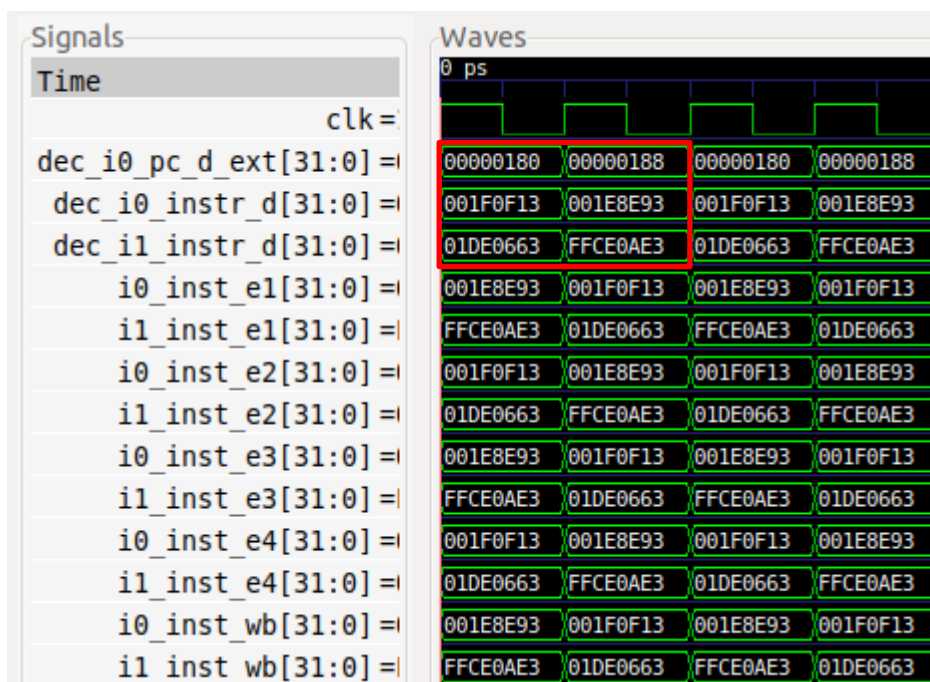 Signals Waves
Time 0 ps
clk=
dec_i0_pc_d_ext[31:0]= 00000180 00000188 00000180 00000188
dec_i0_instr_d[31:0]= 001F0F13 001E8E93 001F0F13 001E8E93
dec_i1_instr_d[31:0]= 01DE0663 FFCE0AE3 01DE0663 FFCE0AE3
i0_inst_e1[31:0]= 001E8E93 001F0F13 001E8E93 001F0F13
i1_inst_e1[31:0]= FFCE0AE3 01DE0663 FFCE0AE3 01DE0663
i0_inst_e2[31:0]= 001F0F13 001E8E93 001F0F13 001E8E93
i1_inst_e2[31:0]= 01DE0663 FFCE0AE3 01DE0663 FFCE0AE3
i0_inst_e3[31:0]= 001E8E93 001F0F13 001E8E93 001F0F13
i1_inst_e3[31:0]= FFCE0AE3 01DE0663 FFCE0AE3 01DE0663
i0_inst_e4[31:0]= 001F0F13 001E8E93 001F0F13 001E8E93
i1_inst_e4[31:0]= 01DE0663 FFCE0AE3 01DE0663 FFCE0AE3
i0_inst_wb[31:0]= 001E8E93 001F0F13 001E8E93 001F0F13
i1_inst_wb[31:0]= FFCE0AE3 01DE0663 FFCE0AE3 01DE0663